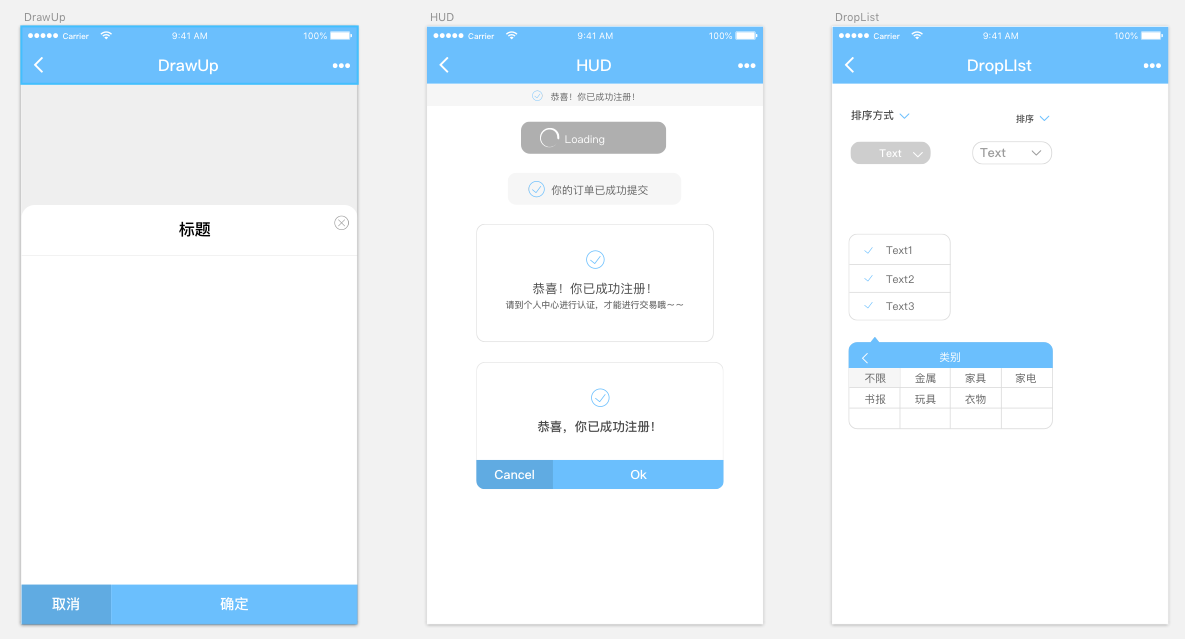 DrawUp
Carrier
9:41 AM
100%
DrawUp
标题
取消
确定
HUD
Carrier
9:41 AM
100%
HUD
恭喜！你已成功注册！
Loading
你的订单已成功提交
恭喜！你已成功注册！
请到个人中心进行认证，才能进行交易哦～～
恭喜，你已成功注册！
Cancel
Ok
DropList
Carrier
9:41 AM
100%
DropLIst
排序方式
排序
Text
Text
Text1
Text2
Text3
类别
不限 金属 家具 家电
书报 玩具 衣物